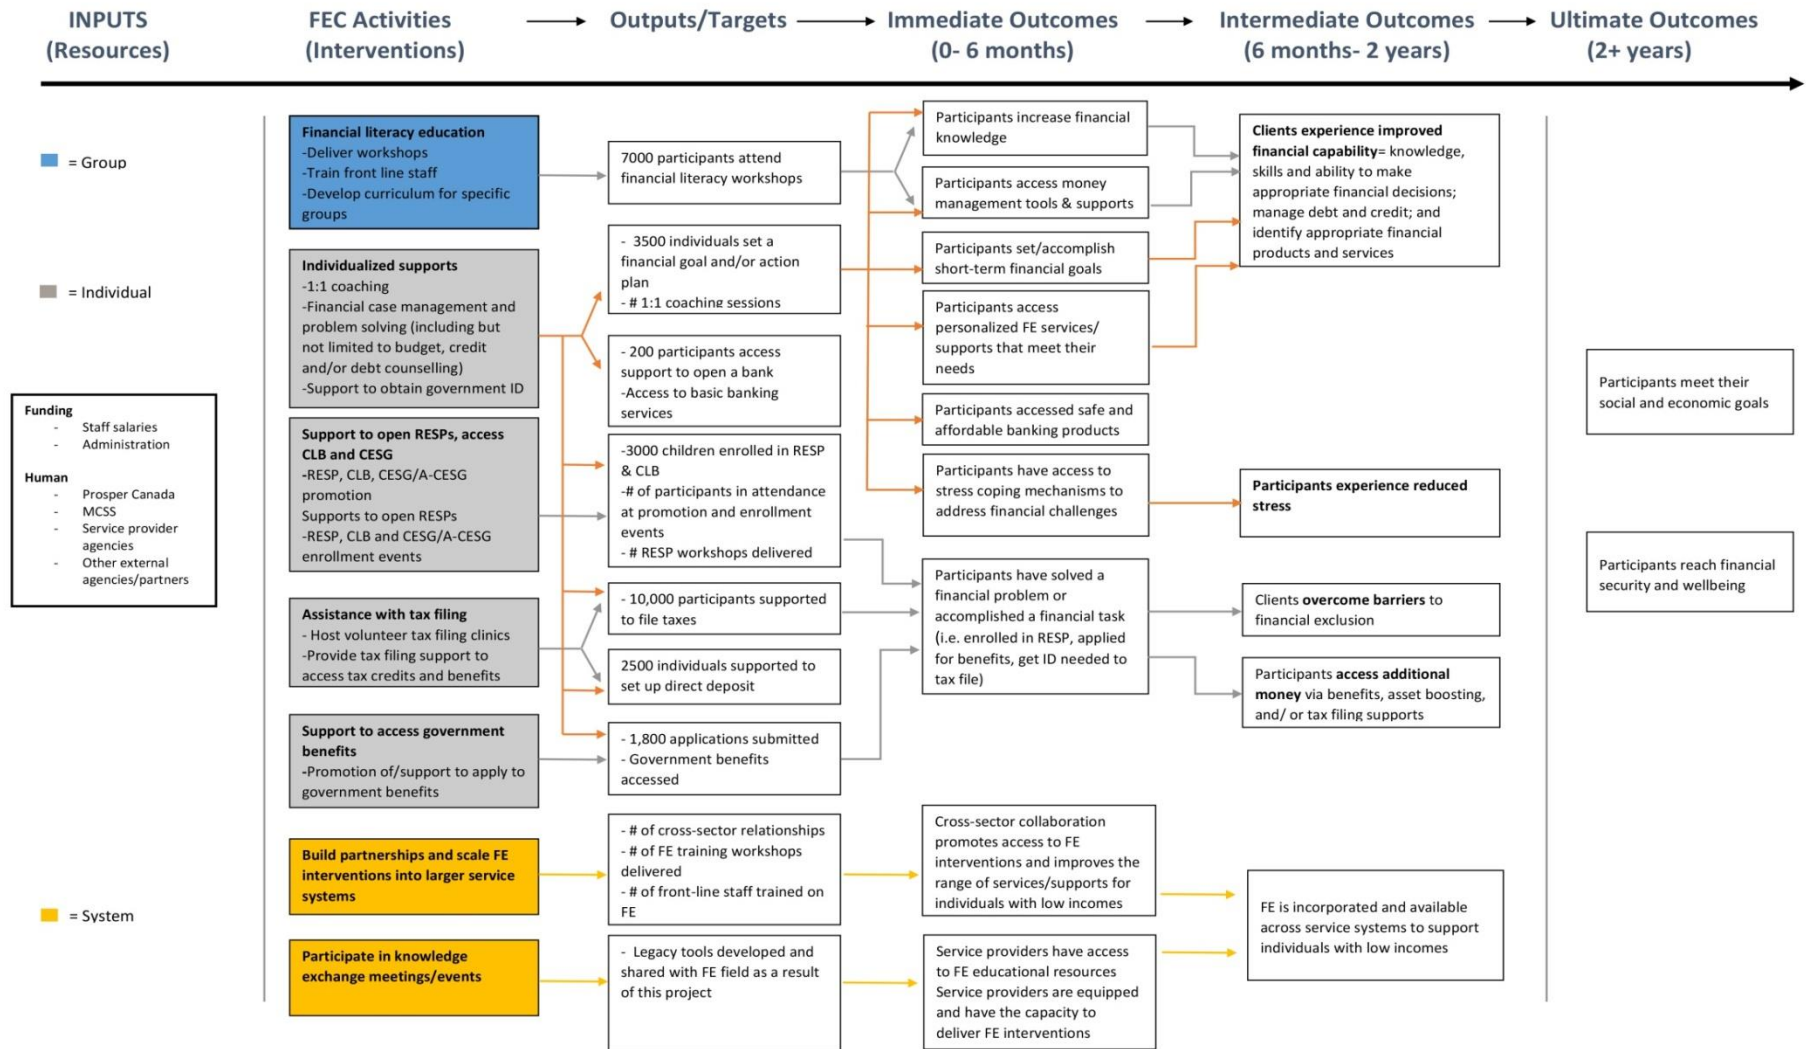 INPUTS
(Resources)
FEC Activities
(Interventions)
Outputs/Targets
Immediate Outcomes
(0- 6 months)
Intermediate Outcomes
(6 months- 2 years)
Ultimate Outcomes
(2+ years)
= Group
= Individual
Funding
- Staff salaries
- Administration
Human
- Prosper Canada
- MCSS
- Service provider
agencies
- Other external
agencies/partners
= System
Financial literacy education
-Deliver workshops
-Train front line staff
-Develop curriculum for specific
groups
Individualized supports
-1:1 coaching
-Financial case management and
problem solving (including but
not limited to budget, credit
and/or debt counselling)
-Support to obtain government ID
Support to open RESPs, access
CLB and CESG
-RESP, CLB, CESG/A-CESG
promotion
Supports to open RESPs
-RESP, CLB and CESG/A-CESG
enrollment events
Assistance with tax filing
- Host volunteer tax filing clinics
-Provide tax filing support to
access tax credits and benefits
Support to access government
benefits
-Promotion of/support to apply to
government benefits
Build partnerships and scale FE
interventions into larger service
systems
Participate in knowledge
exchange meetings/events
7000 participants attend
financial literacy workshops
- 3500 individuals set a
financial goal and/or action
plan
- # 1:1 coaching sessions
- 200 participants access
support to open a bank
-Access to basic banking
services
-3000 children enrolled in RESP
& CLB
-# of participants in attendance
at promotion and enrollment
events
- # RESP workshops delivered
- 10,000 participants supported
to file taxes
2500 individuals supported to
set up direct deposit
- 1,800 applications submitted
- Government benefits
accessed
- # of cross-sector relationships
- # of FE training workshops
delivered
- # of front-line staff trained on
FE
- Legacy tools developed and
shared with FE field as a result
of this project
Participants increase financial
knowledge
Participants access money
management tools & supports
Participants set/accomplish
short-term financial goals
Participants access
personalized FE services/
supports that meet their
needs
Participants accessed safe and
affordable banking products
Participants have access to
stress coping mechanisms to
address financial challenges
Participants have solved a
financial problem or
accomplished a financial task
(i.e. enrolled in RESP, applied
for benefits, get ID needed to
tax file)
Cross-sector collaboration
promotes access to FE
interventions and improves the
range of services/supports for
individuals with low incomes
Service providers have access
to FE educational resources
Service providers are equipped
and have the capacity to
deliver FE interventions
Clients experience improved
financial capability= knowledge,
skills and ability to make
appropriate financial decisions;
manage debt and credit; and
identify appropriate financial
products and services
Participants experience reduced
stress
Clients overcome barriers to
financial exclusion
Participants access additional
money via benefits, asset boosting,
and/ or tax filing supports
FE is incorporated and available
across service systems to support
individuals with low incomes
Participants meet their
social and economic goals
Participants reach financial
security and wellbeing